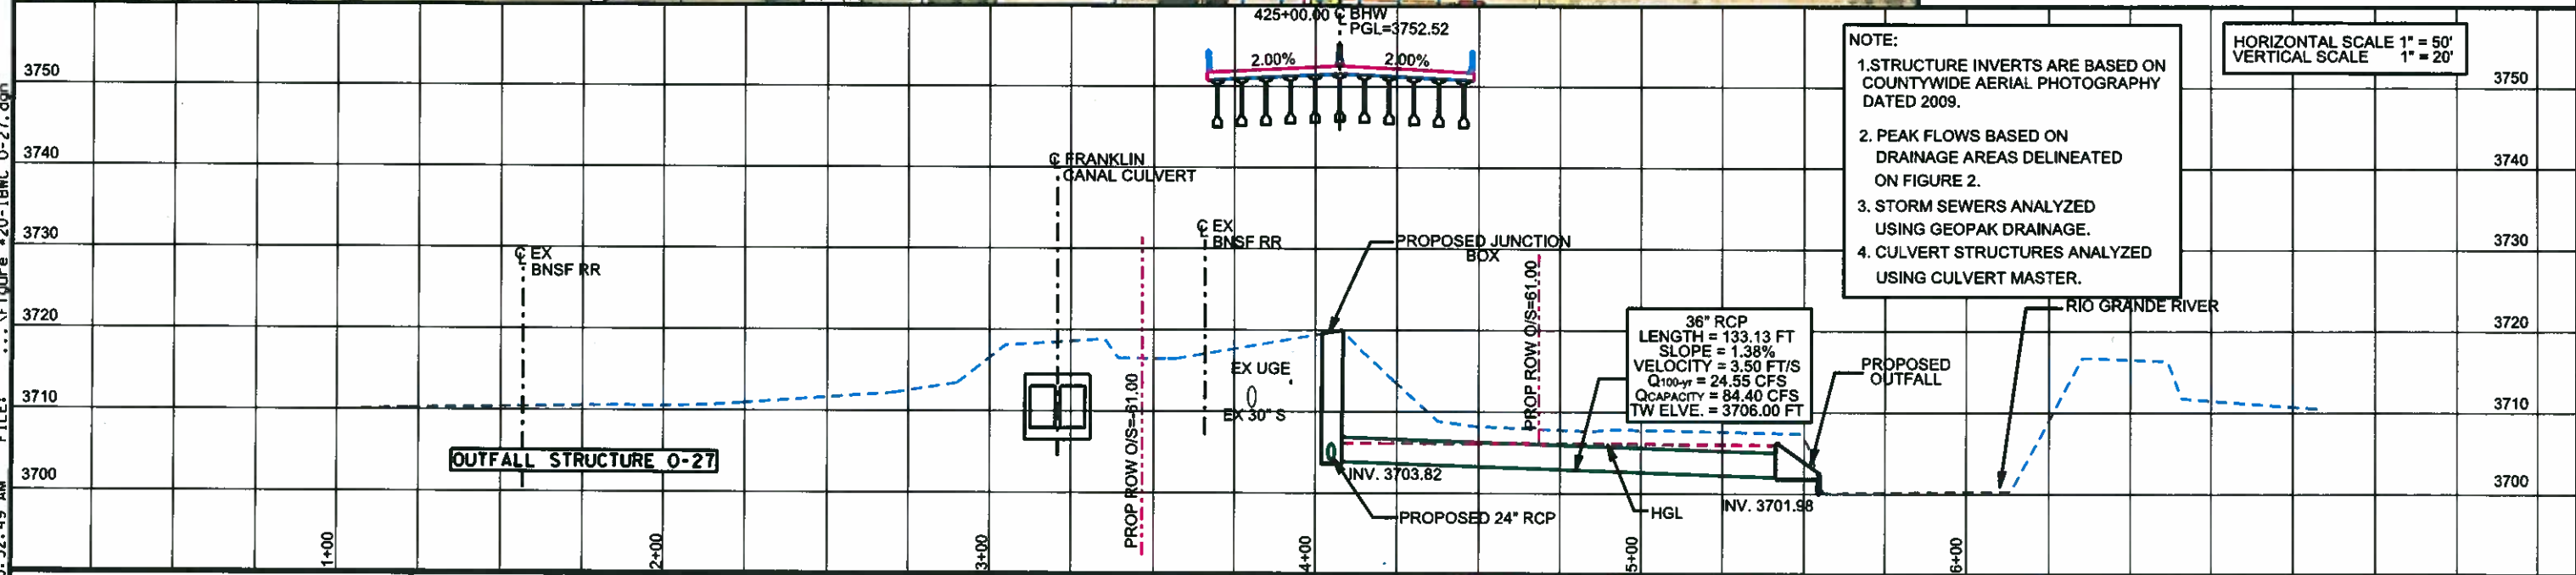 425+00.00 ℄ BHW
PGL=3752.52
2.00%
2.00%
NOTE:
1.STRUCTURE INVERTS ARE BASED ON
COUNTYWIDE AERIAL PHOTOGRAPHY
DATED 2009.
2. PEAK FLOWS BASED ON
DRAINAGE AREAS DELINEATED
ON FIGURE 2.
3. STORM SEWERS ANALYZED
USING GEOPAK DRAINAGE.
4. CULVERT STRUCTURES ANALYZED
USING CULVERT MASTER.
HORIZONTAL SCALE 1" = 50'
VERTICAL SCALE 1" = 20'
3750
3740
3730
3720
3710
3700
3750
3740
3730
3720
3710
3700
℄ EX
BNSF RR
℄ FRANKLIN
CANAL CULVERT
℄ EX
BNSF RR
PROPOSED JUNCTION
BOX
PROP ROW O/S=-61.00
PROP ROW O/S=61.00
EX UGE
EX 30" S
36" RCP
LENGTH = 133.13 FT
SLOPE = 1.38%
VELOCITY = 3.50 FT/S
Q100-yr = 24.55 CFS
QCAPACITY = 84.40 CFS
TW ELVE. = 3706.00 FT
PROPOSED
OUTFALL
RIO GRANDE RIVER
OUTFALL STRUCTURE O-27
INV. 3703.82
PROPOSED 24" RCP
HGL
INV. 3701.98
1+00
2+00
3+00
4+00
5+00
6+00